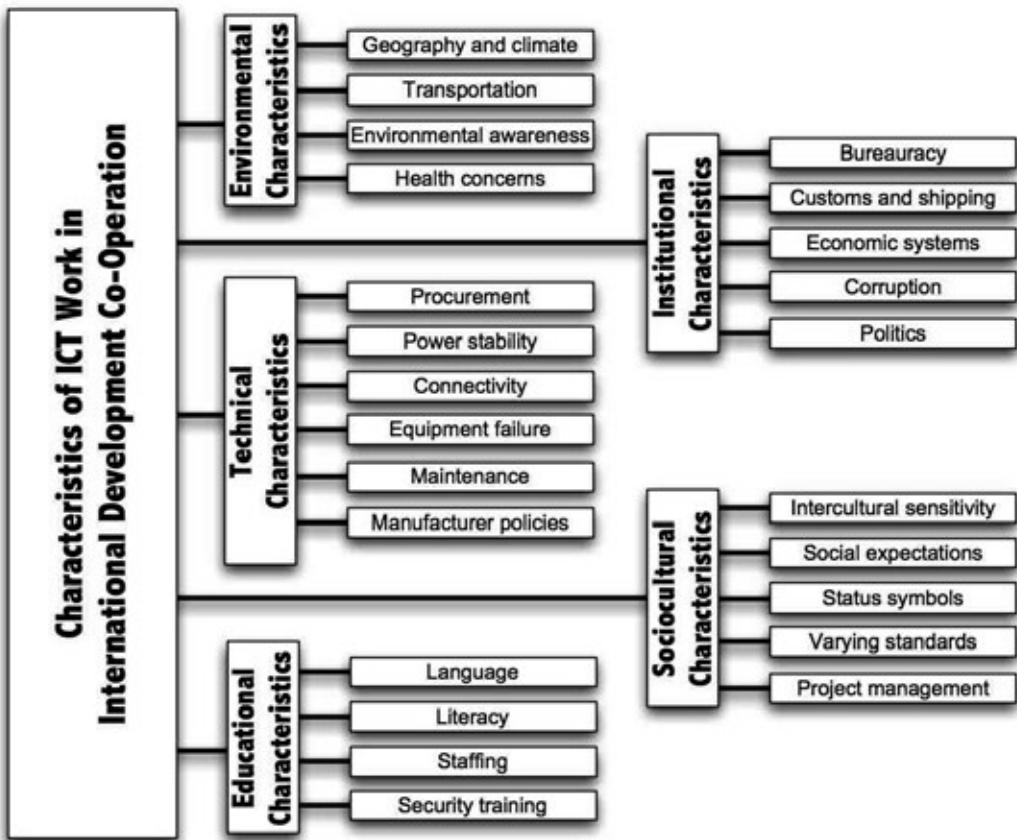 Characteristics of ICT Work in
International Development Co-Operation
Environmental
Characteristics
Geography and climate
Transportation
Environmental awareness
Health concerns
Institutional
Characteristics
Bureauracy
Customs and shipping
Economic systems
Corruption
Politics
Technical
Characteristics
Procurement
Power stability
Connectivity
Equipment failure
Maintenance
Manufacturer policies
Sociocultural
Characteristics
Intercultural sensitivity
Social expectations
Status symbols
Varying standards
Project management
Educational
Characteristics
Language
Literacy
Staffing
Security training